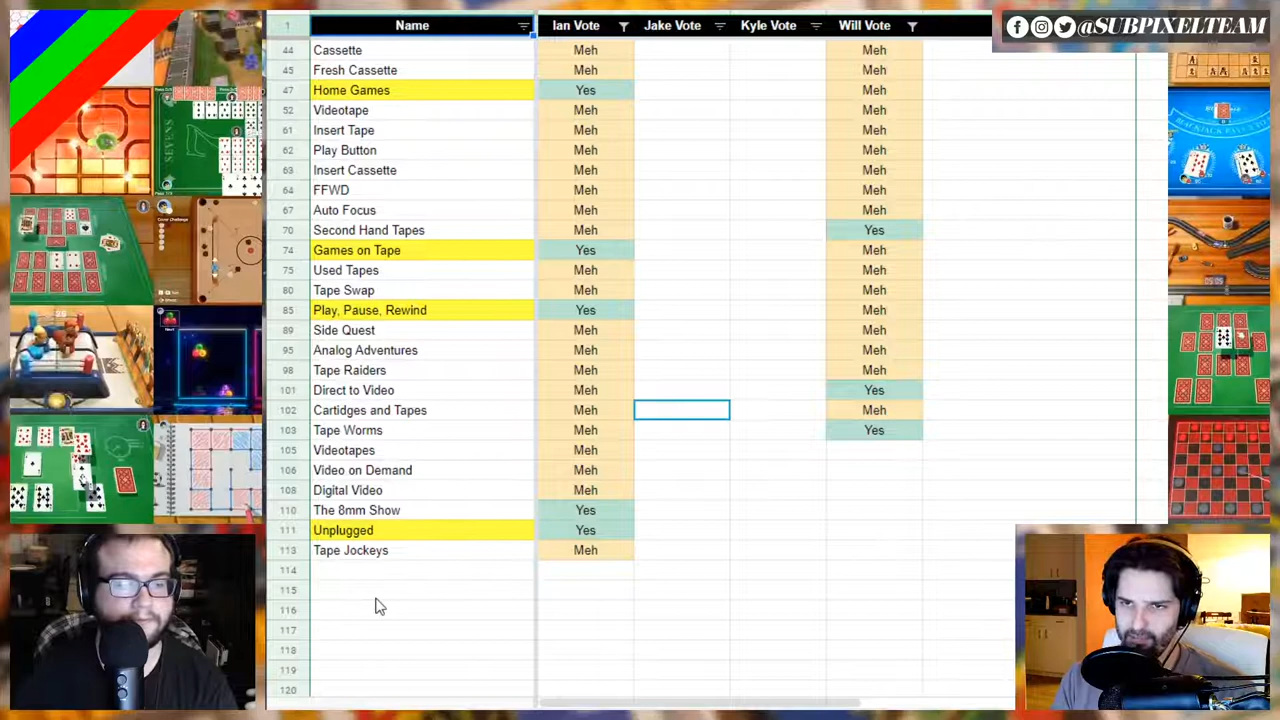 1 Name Ian Vote Jake Vote Kyle Vote Will Vote @SUBPIXELTEAM
44 Cassette Meh Meh
45 Fresh Cassette Meh Meh
47 Home Games Yes Meh
52 Videotape Meh Meh
61 Insert Tape Meh Meh
62 Play Button Meh Meh
63 Insert Cassette Meh Meh
64 FFWD Meh Meh
67 Auto Focus Meh Meh
70 Second Hand Tapes Meh Yes
74 Games on Tape Yes Meh
75 Used Tapes Meh Meh
80 Tape Swap Meh Meh
85 Play, Pause, Rewind Yes Meh
89 Side Quest Meh Meh
95 Analog Adventures Meh Meh
98 Tape Raiders Meh Meh
101 Direct to Video Meh Yes
102 Cartidges and Tapes Meh Meh
103 Tape Worms Meh Yes
105 Videotapes Meh
106 Video on Demand Meh
108 Digital Video Meh
110 The 8mm Show Yes
111 Unplugged Yes
113 Tape Jockeys Meh
114
115
116
117
118
119
120
SEVENS